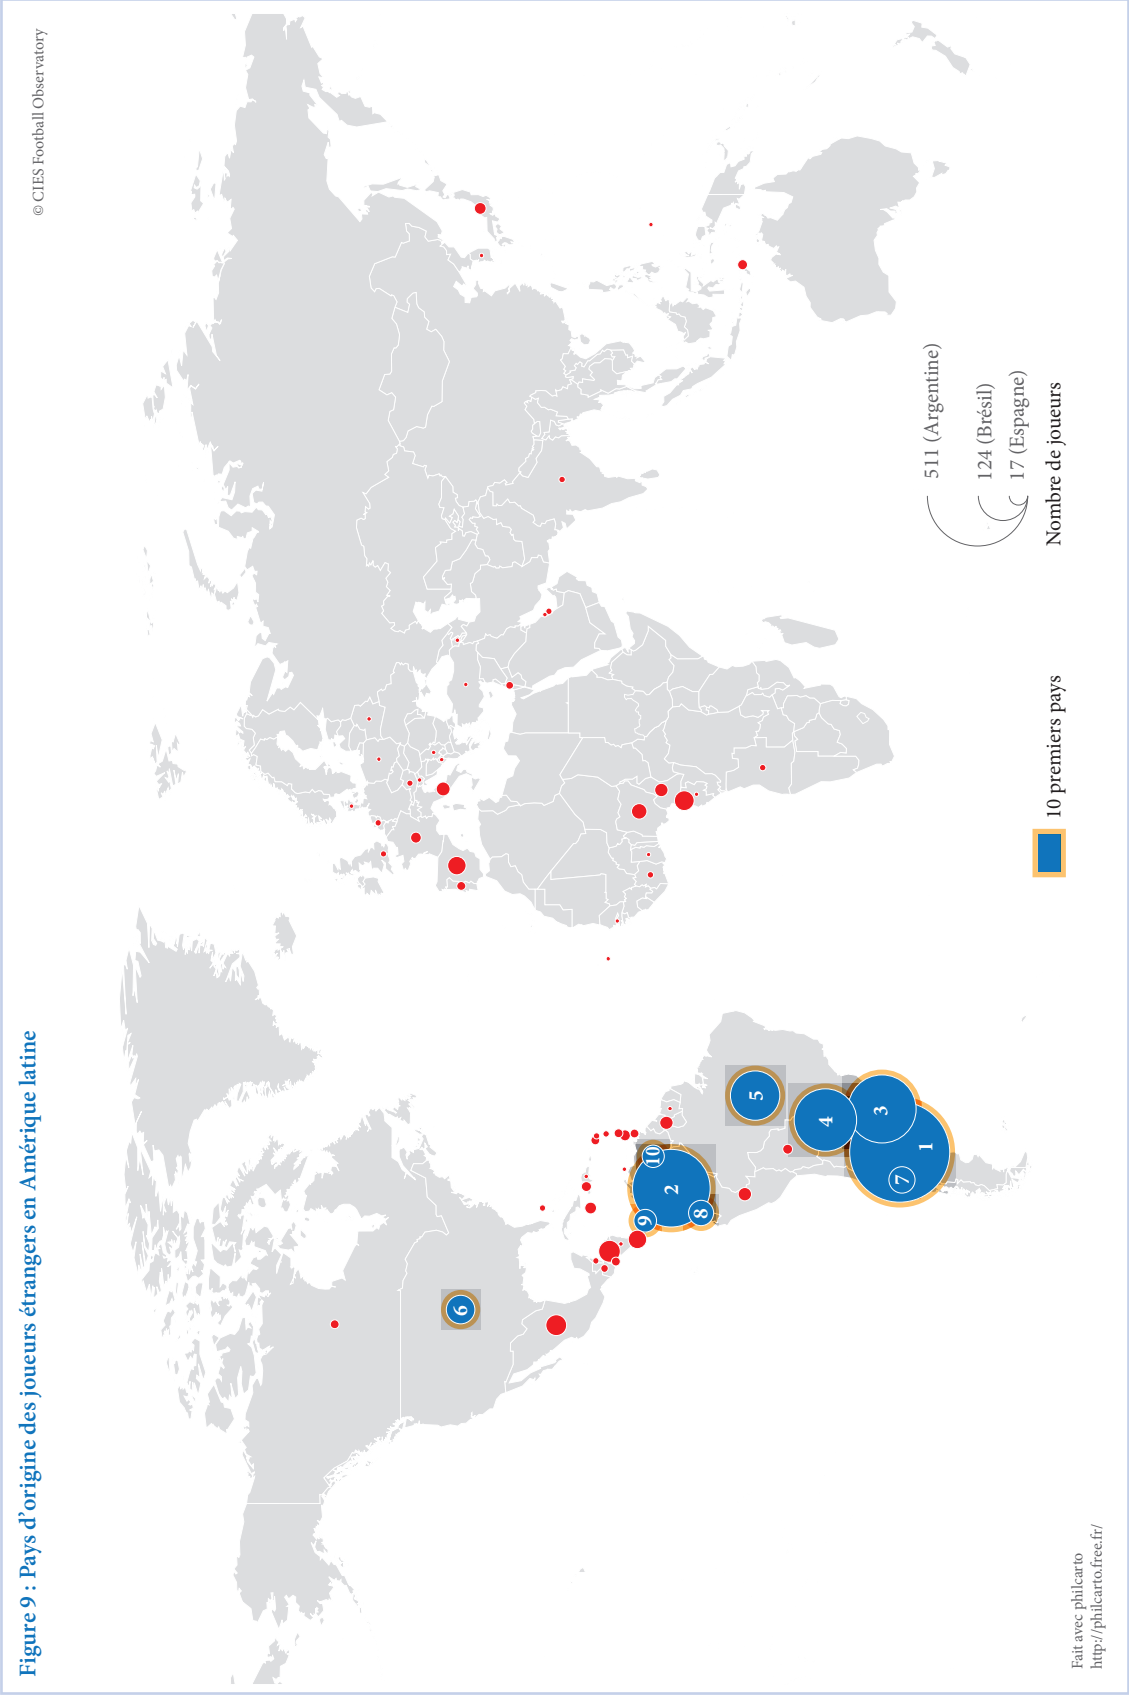 Figure 9 : Pays d'origine des joueurs étrangers en Amérique latine
© CIES Football Observatory
6
10
9
2
8
5
4
3
1
7
511 (Argentine)
124 (Brésil)
17 (Espagne)
Nombre de joueurs
10 premiers pays
Fait avec philcarto
http://philcarto.free.fr/